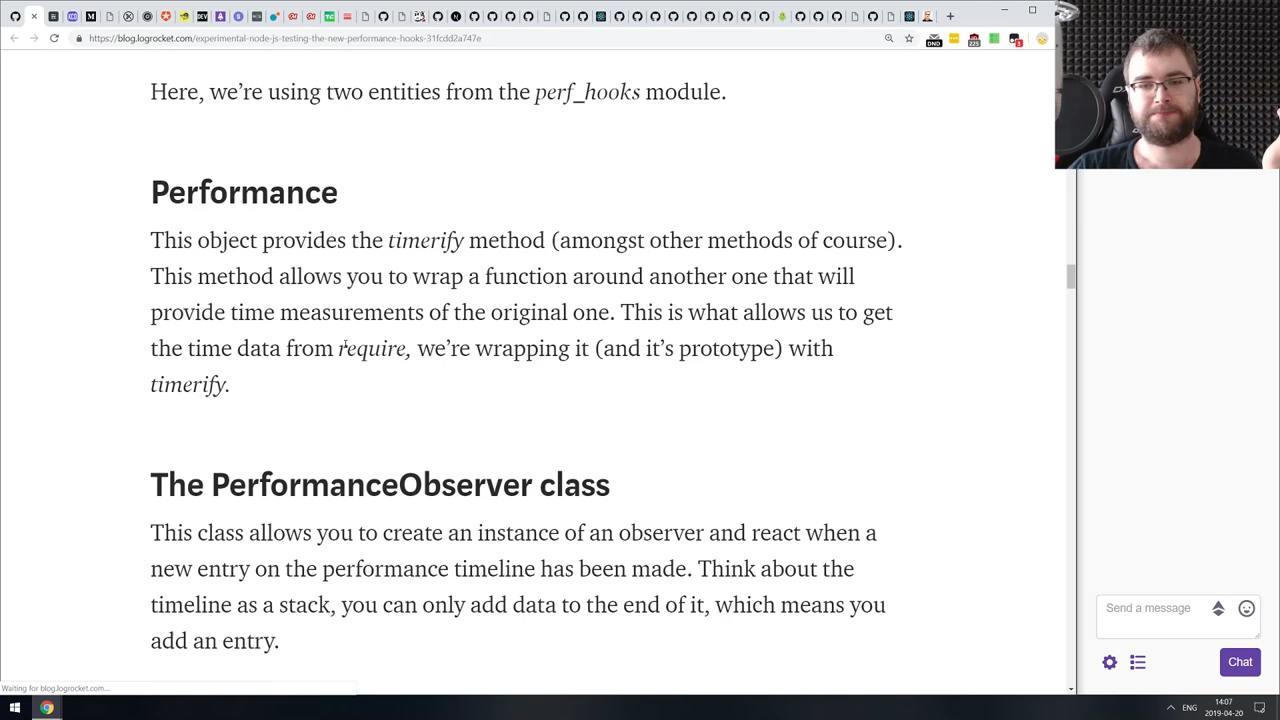 https://blog.logrocket.com/experimental-node-js-testing-the-new-performance-hooks-31fcdd2a747e
DND
225
3
Here, we’re using two entities from the perf_hooks module.
Performance
This object provides the timerify method (amongst other methods of course).
This method allows you to wrap a function around another one that will
provide time measurements of the original one. This is what allows us to get
the time data from require, we’re wrapping it (and it’s prototype) with
timerify.
The PerformanceObserver class
This class allows you to create an instance of an observer and react when a
new entry on the performance timeline has been made. Think about the
timeline as a stack, you can only add data to the end of it, which means you
add an entry.
Send a message
Chat
Waiting for blog.logrocket.com...
ENG
14:07
2019-04-20